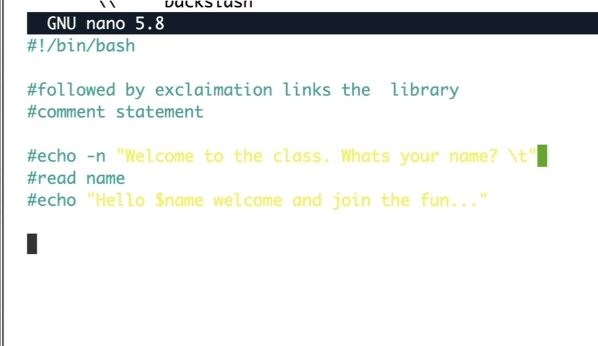 \\ Backslash
GNU nano 5.8
#!/bin/bash
#followed by exclaimation links the  library
#comment statement
#echo -n "Welcome to the class. Whats your name? \t"
#read name
#echo "Hello $name welcome and join the fun..."